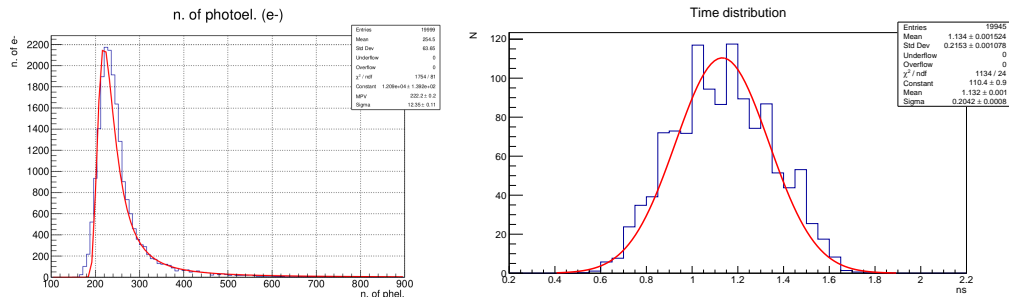 n. of photoel. (e-)
Entries 19999
Mean 254.5
Std Dev 63.65
Underflow 0
Overflow 0
χ² / ndf 1754 / 81
Constant 1.209e+04 ± 1.392e+02
MPV 222.2 ± 0.2
Sigma 12.35 ± 0.11
n. of e-
2200
2000
1800
1600
1400
1200
1000
800
600
400
200
0
100 200 300 400 500 600 700 800 900
n. of phel.
Time distribution
Entries 19945
Mean 1.134 ± 0.001524
Std Dev 0.2153 ± 0.001078
Underflow 0
Overflow 0
χ² / ndf 1134 / 24
Constant 110.4 ± 0.9
Mean 1.132 ± 0.001
Sigma 0.2042 ± 0.0008
N
120
100
80
60
40
20
0
0.2 0.4 0.6 0.8 1 1.2 1.4 1.6 1.8 2 2.2
ns